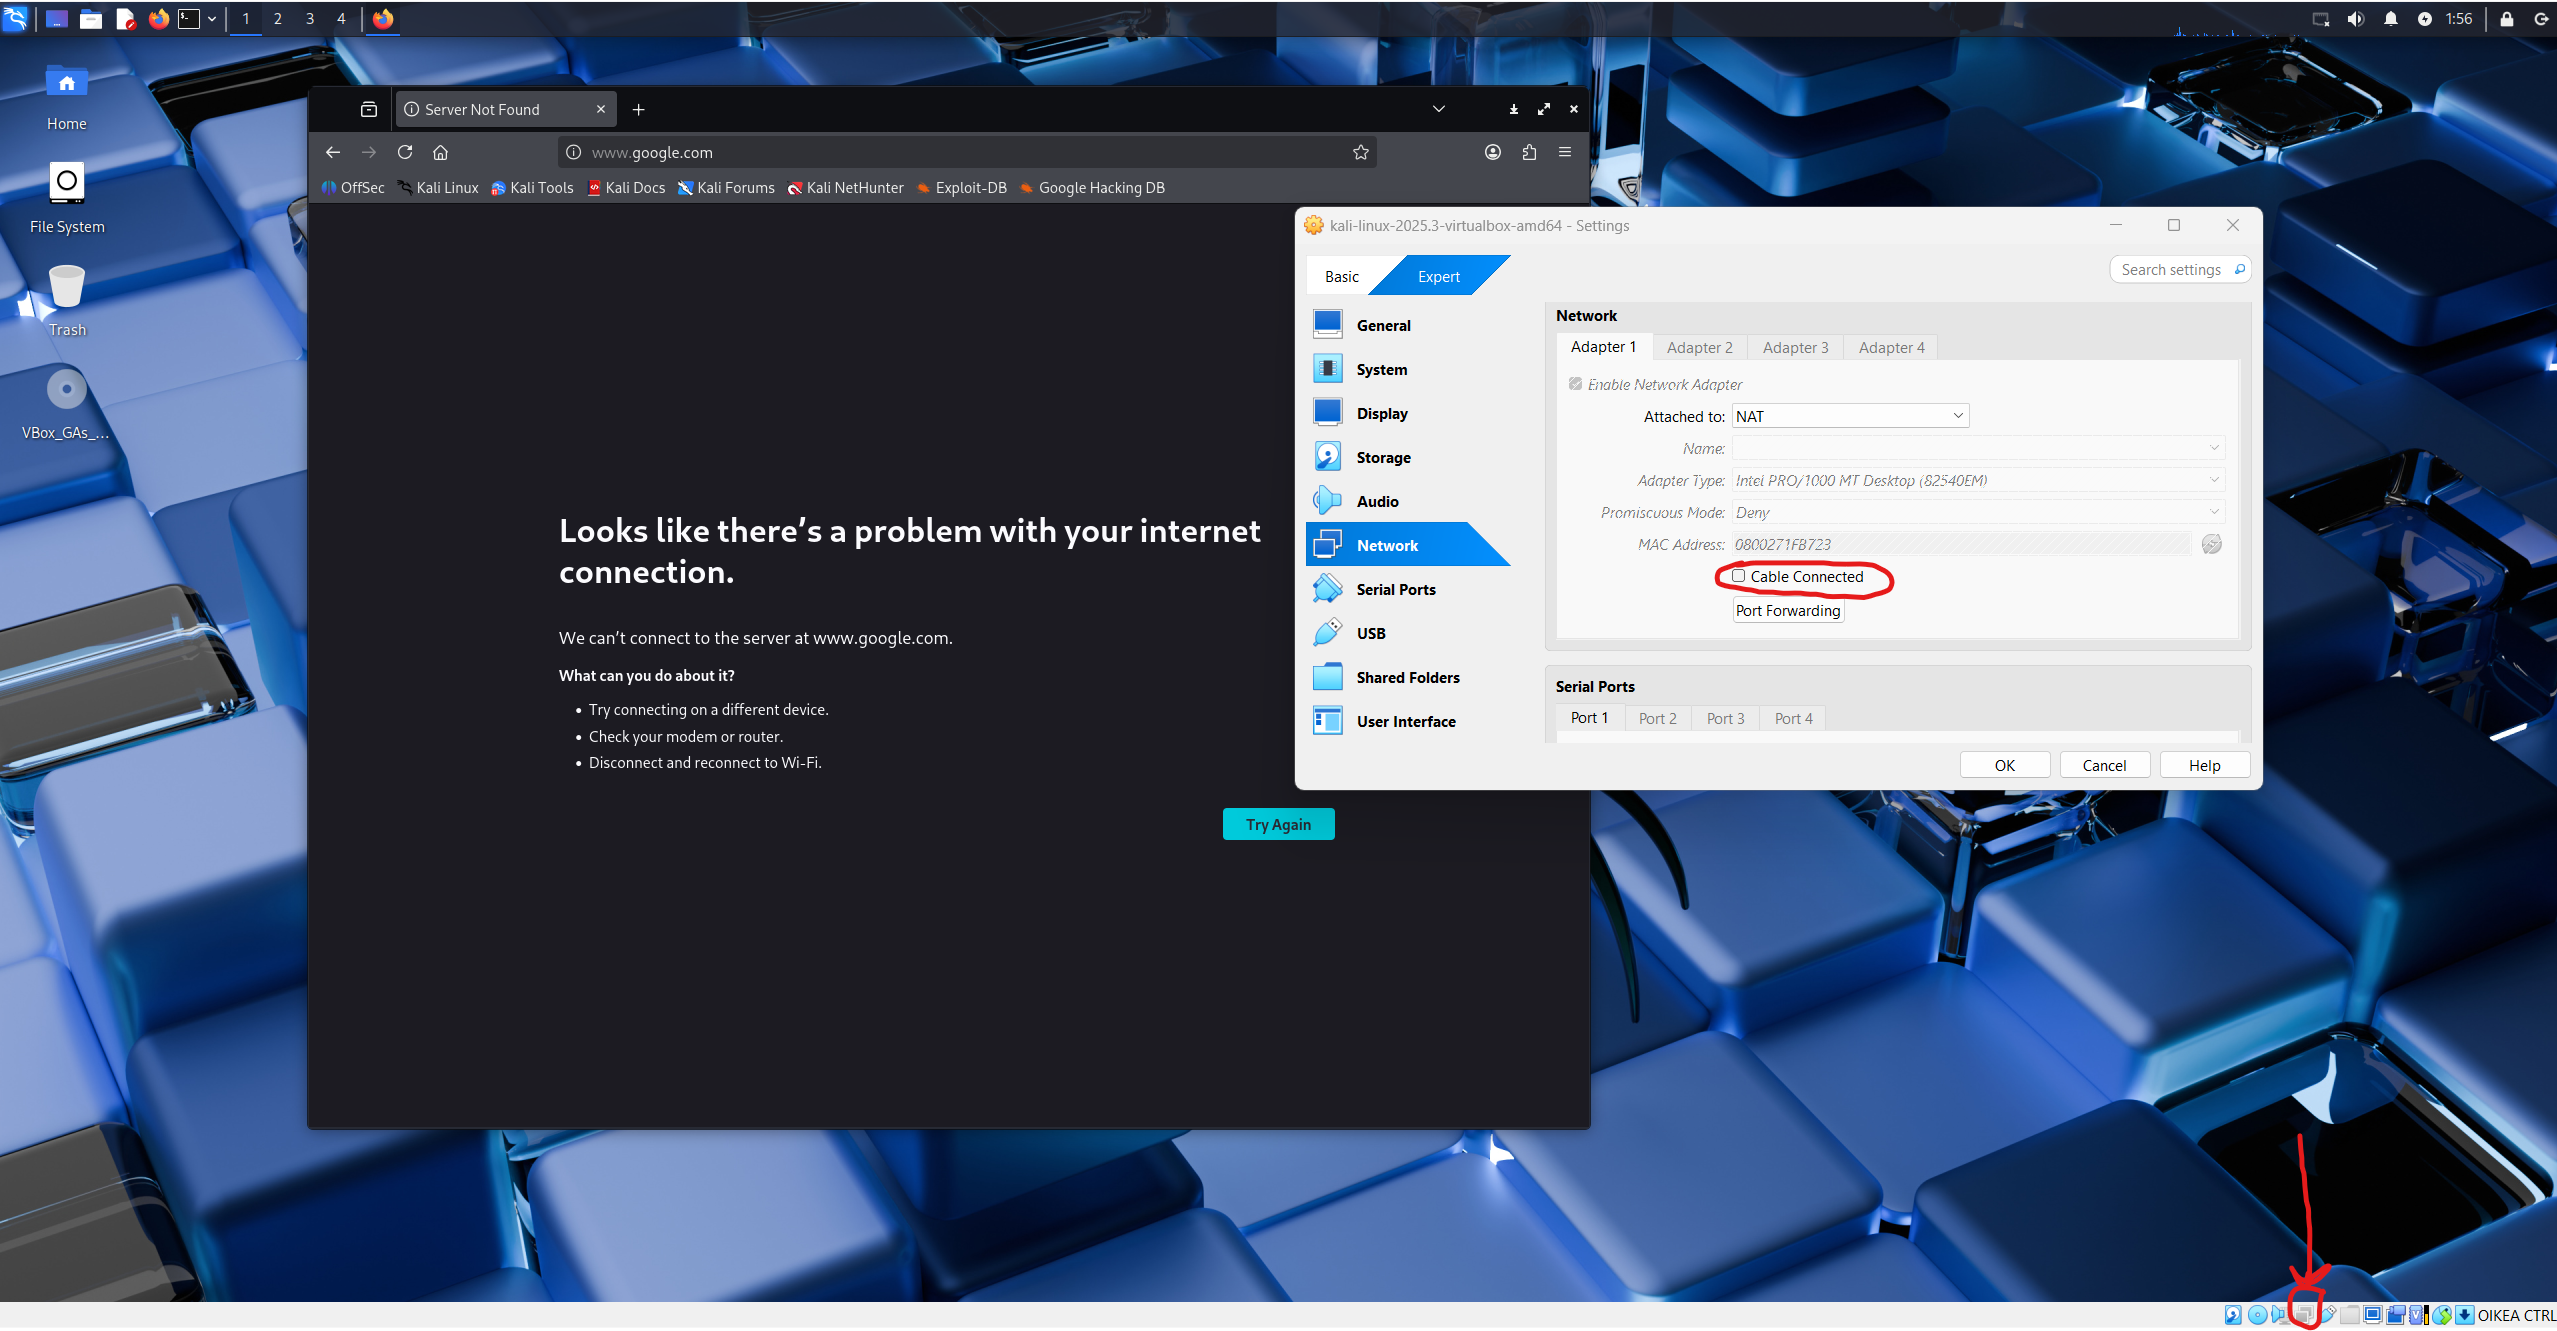 1 2 3 4 1:56
Home
File System
Trash
VBox_GAs_...
Server Not Found
www.google.com
OffSec Kali Linux Kali Tools Kali Docs Kali Forums Kali NetHunter Exploit-DB Google Hacking DB
Looks like there's a problem with your internet
connection.
We can't connect to the server at www.google.com.
What can you do about it?
• Try connecting on a different device.
• Check your modem or router.
• Disconnect and reconnect to Wi-Fi.
Try Again
kali-linux-2025.3-virtualbox-amd64 - Settings
Basic Expert
Search settings
General
System
Display
Storage
Audio
Network
Serial Ports
USB
Shared Folders
User Interface
Network
Adapter 1 Adapter 2 Adapter 3 Adapter 4
Enable Network Adapter
Attached to: NAT
Name:
Adapter Type: Intel PRO/1000 MT Desktop (82540EM)
Promiscuous Mode: Deny
MAC Address: 0800271FB723
Cable Connected
Port Forwarding
Serial Ports
Port 1 Port 2 Port 3 Port 4
OK Cancel Help
OIKEA CTRL